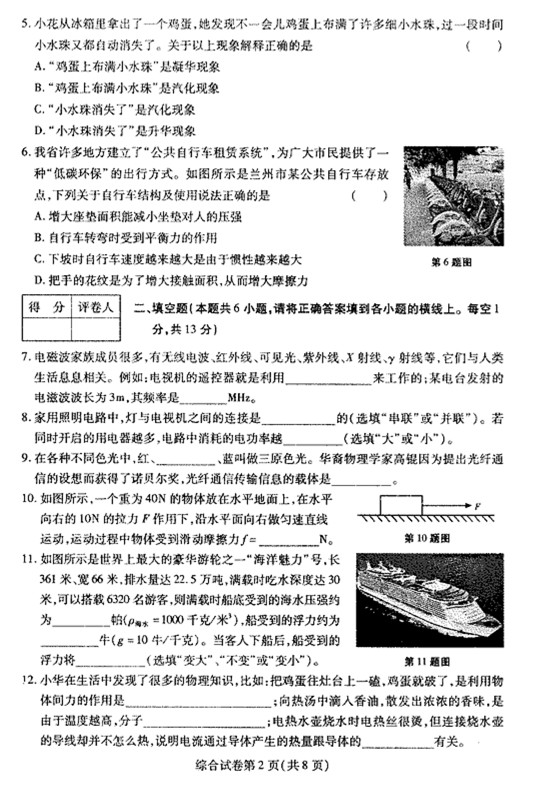 5. 小花从冰箱里拿出了一个鸡蛋,她发现不一会儿鸡蛋上布满了许多细小水珠,过一段时间
小水珠又都自动消失了。关于以上现象解释正确的是 ( )
A. “鸡蛋上布满小水珠”是凝华现象
B. “鸡蛋上布满小水珠”是汽化现象
C. “小水珠消失了”是汽化现象
D. “小水珠消失了”是升华现象
6. 我省许多地方建立了“公共自行车租赁系统”,为广大市民提供了一
种“低碳环保”的出行方式。如图所示是兰州市某公共自行车存放
点,下列关于自行车结构及使用说法正确的是 ( )
A. 增大座垫面积能减小坐垫对人的压强
B. 自行车转弯时受到平衡力的作用
C. 下坡时自行车速度越来越大是由于惯性越来越大
D. 把手的花纹是为了增大接触面积,从而增大摩擦力
第6题图
得 分 评卷人
二、填空题(本题共6小题,请将正确答案填到各小题的横线上。每空1
分,共13分)
7. 电磁波家族成员很多,有无线电波、红外线、可见光、紫外线、X射线、γ射线等,它们与人类
生活息息相关。例如:电视机的遥控器就是利用____________来工作的;某电台发射的
电磁波波长为3m,其频率是________MHz。
8. 家用照明电路中,灯与电视机之间的连接是____________的(选填“串联”或“并联”)。若
同时开启的用电器越多,电路中消耗的电功率越________(选填“大”或“小”)。
9. 在各种不同色光中,红、________、蓝叫做三原色光。华裔物理学家高锟因为提出光纤通
信的设想而获得了诺贝尔奖,光纤通信传输信息的载体是__________。
10. 如图所示,一个重为40N的物体放在水平地面上,在水平
向右的10N的拉力F作用下,沿水平面向右做匀速直线
运动,运动过程中物体受到滑动摩擦力f=__________N。
F
第10题图
11. 如图所示是世界上最大的豪华游轮之一“海洋魅力”号,长
361米、宽66米,排水量达22.5万吨,满载时吃水深度达30
米,可以搭载6320名游客,则满载时船底受到的海水压强约
为________帕(ρ海水=1000千克/米³),船受到的浮力约为
________牛(g=10牛/千克)。当客人下船后,船受到的
浮力将__________(选填“变大”、“不变”或“变小”)。
第11题图
12. 小华在生活中发现了很多的物理知识,比如:把鸡蛋往灶台上一磕,鸡蛋就破了,是利用物
体间力的作用是____________________;向热汤中滴入香油,散发出浓浓的香味,是
由于温度越高,分子________________;电热水壶烧水时电热丝很烫,但连接烧水壶
的导线却并不怎么热,说明电流通过导体产生的热量跟导体的__________有关。
综合试卷第2页(共8页)